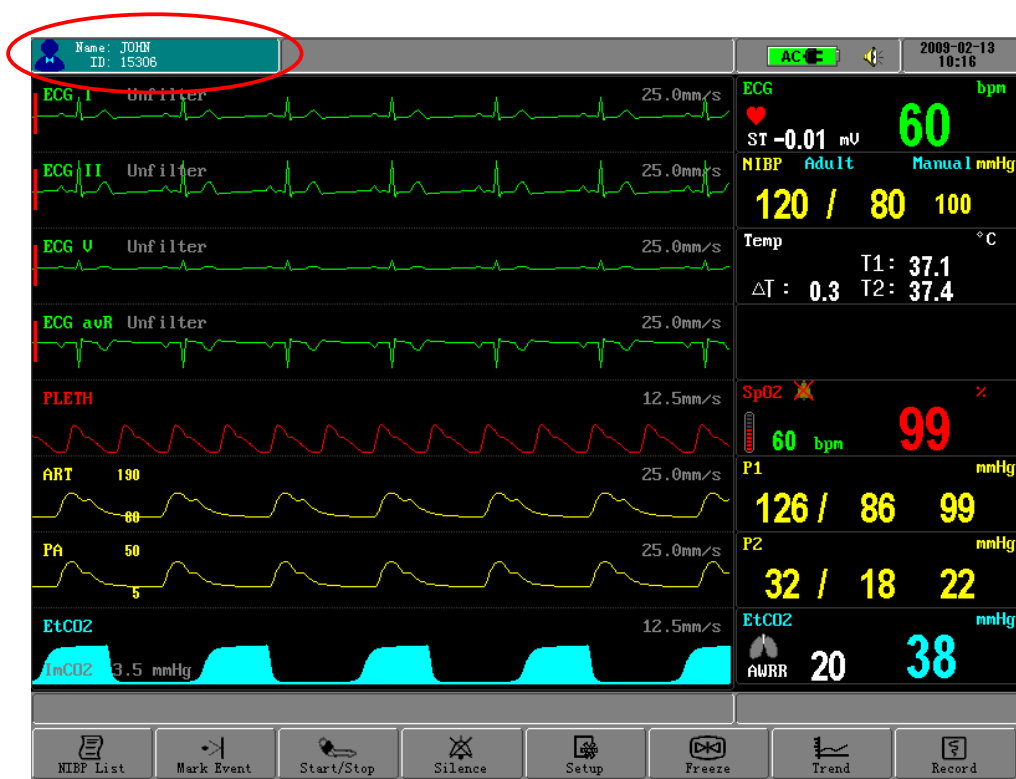 Name: JOHN
ID: 15306
AC
2009-02-13
10:16
ECG I Unfilter 25.0mm/s
ECG II Unfilter 25.0mm/s
ECG V Unfilter 25.0mm/s
ECG avR Unfilter 25.0mm/s
PLETH 12.5mm/s
ART 190 25.0mm/s
80
PA 50 25.0mm/s
5
EtCO2 12.5mm/s
ImCO2 3.5 mmHg
ECG bpm
60
ST -0.01 mV
NIBP Adult Manual mmHg
120 / 80 100
Temp °C
T1: 37.1
△T : 0.3 T2: 37.4
SpO2 %
99
60 bpm
P1 mmHg
126 / 86 99
P2 mmHg
32 / 18 22
EtCO2 mmHg
38
AWRR 20
NIBP List Mark Event Start/Stop Silence Setup Freeze Trend Record